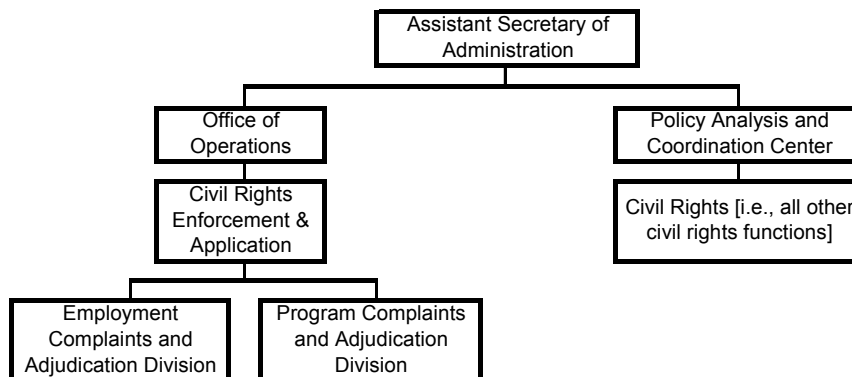 Assistant Secretary of
Administration
Office of
Operations
Policy Analysis and
Coordination Center
Civil Rights
Enforcement &
Application
Civil Rights [i.e., all other
civil rights functions]
Employment
Complaints and
Adjudication Division
Program Complaints
and Adjudication
Division